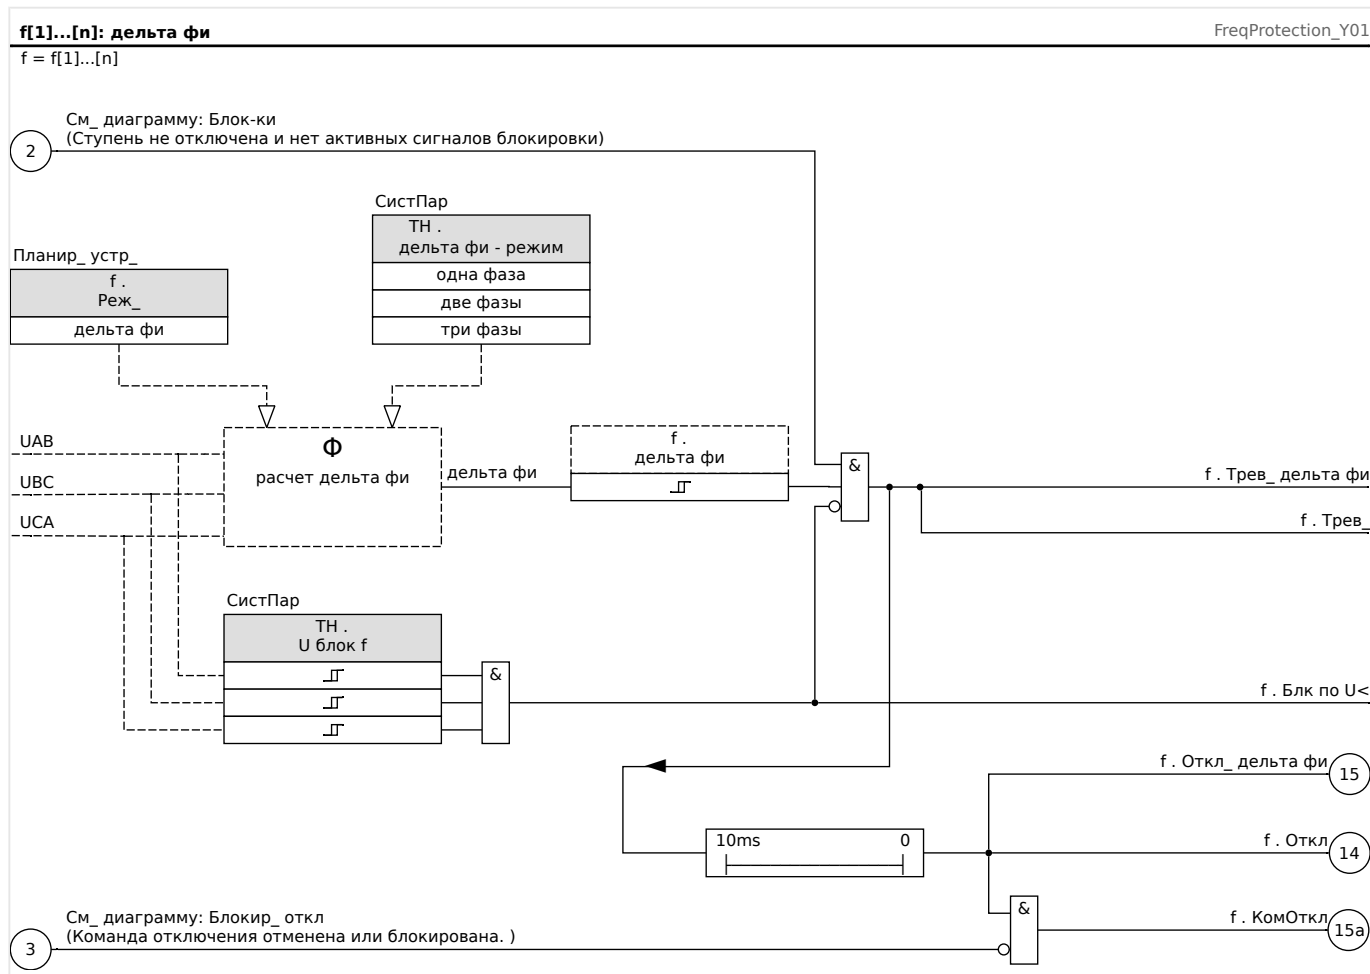 f[1]...[n]: дельта фи
FreqProtection_Y01
f = f[1]...[n]
См_ диаграмму: Блок-ки
(Ступень не отключена и нет активных сигналов блокировки)
2
СистПар
ТН .
дельта фи - режим
одна фаза
две фазы
три фазы
Планир_ устр_
f .
Реж_
дельта фи
UAB
UBC
UCA
Φ
расчет дельта фи
дельта фи
f .
дельта фи
&
f . Трев_ дельта фи
f . Трев_
СистПар
ТН .
U блок f
&
f . Блк по U<
f . Откл_ дельта фи
15
10ms
0
f . Откл
14
См_ диаграмму: Блокир_ откл
(Команда отключения отменена или блокирована. )
3
&
f . КомОткл
15a